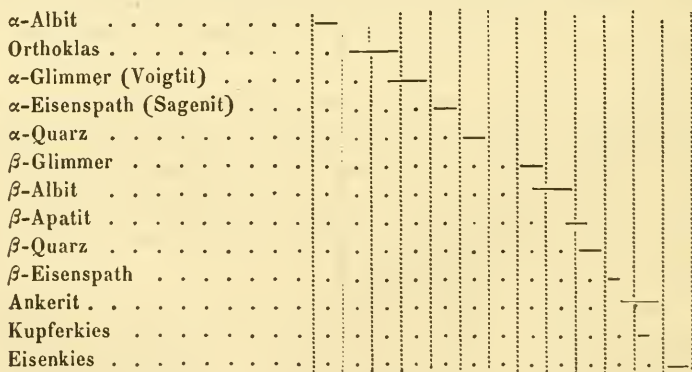 α-Albit
Orthoklas
α-Glimmer (Voigtit)
α-Eisenspath (Sagenit)
α-Quarz
β-Glimmer
β-Albit
β-Apatit
β-Quarz
β-Eisenspath
Ankerit
Kupferkies
Eisenkies